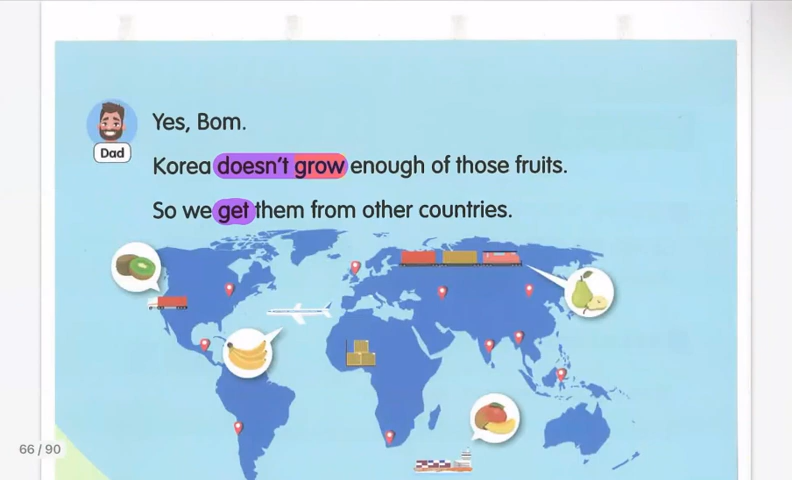 Yes, Bom.
Dad
Korea doesn't grow enough of those fruits.
So we get them from other countries.
66 / 90